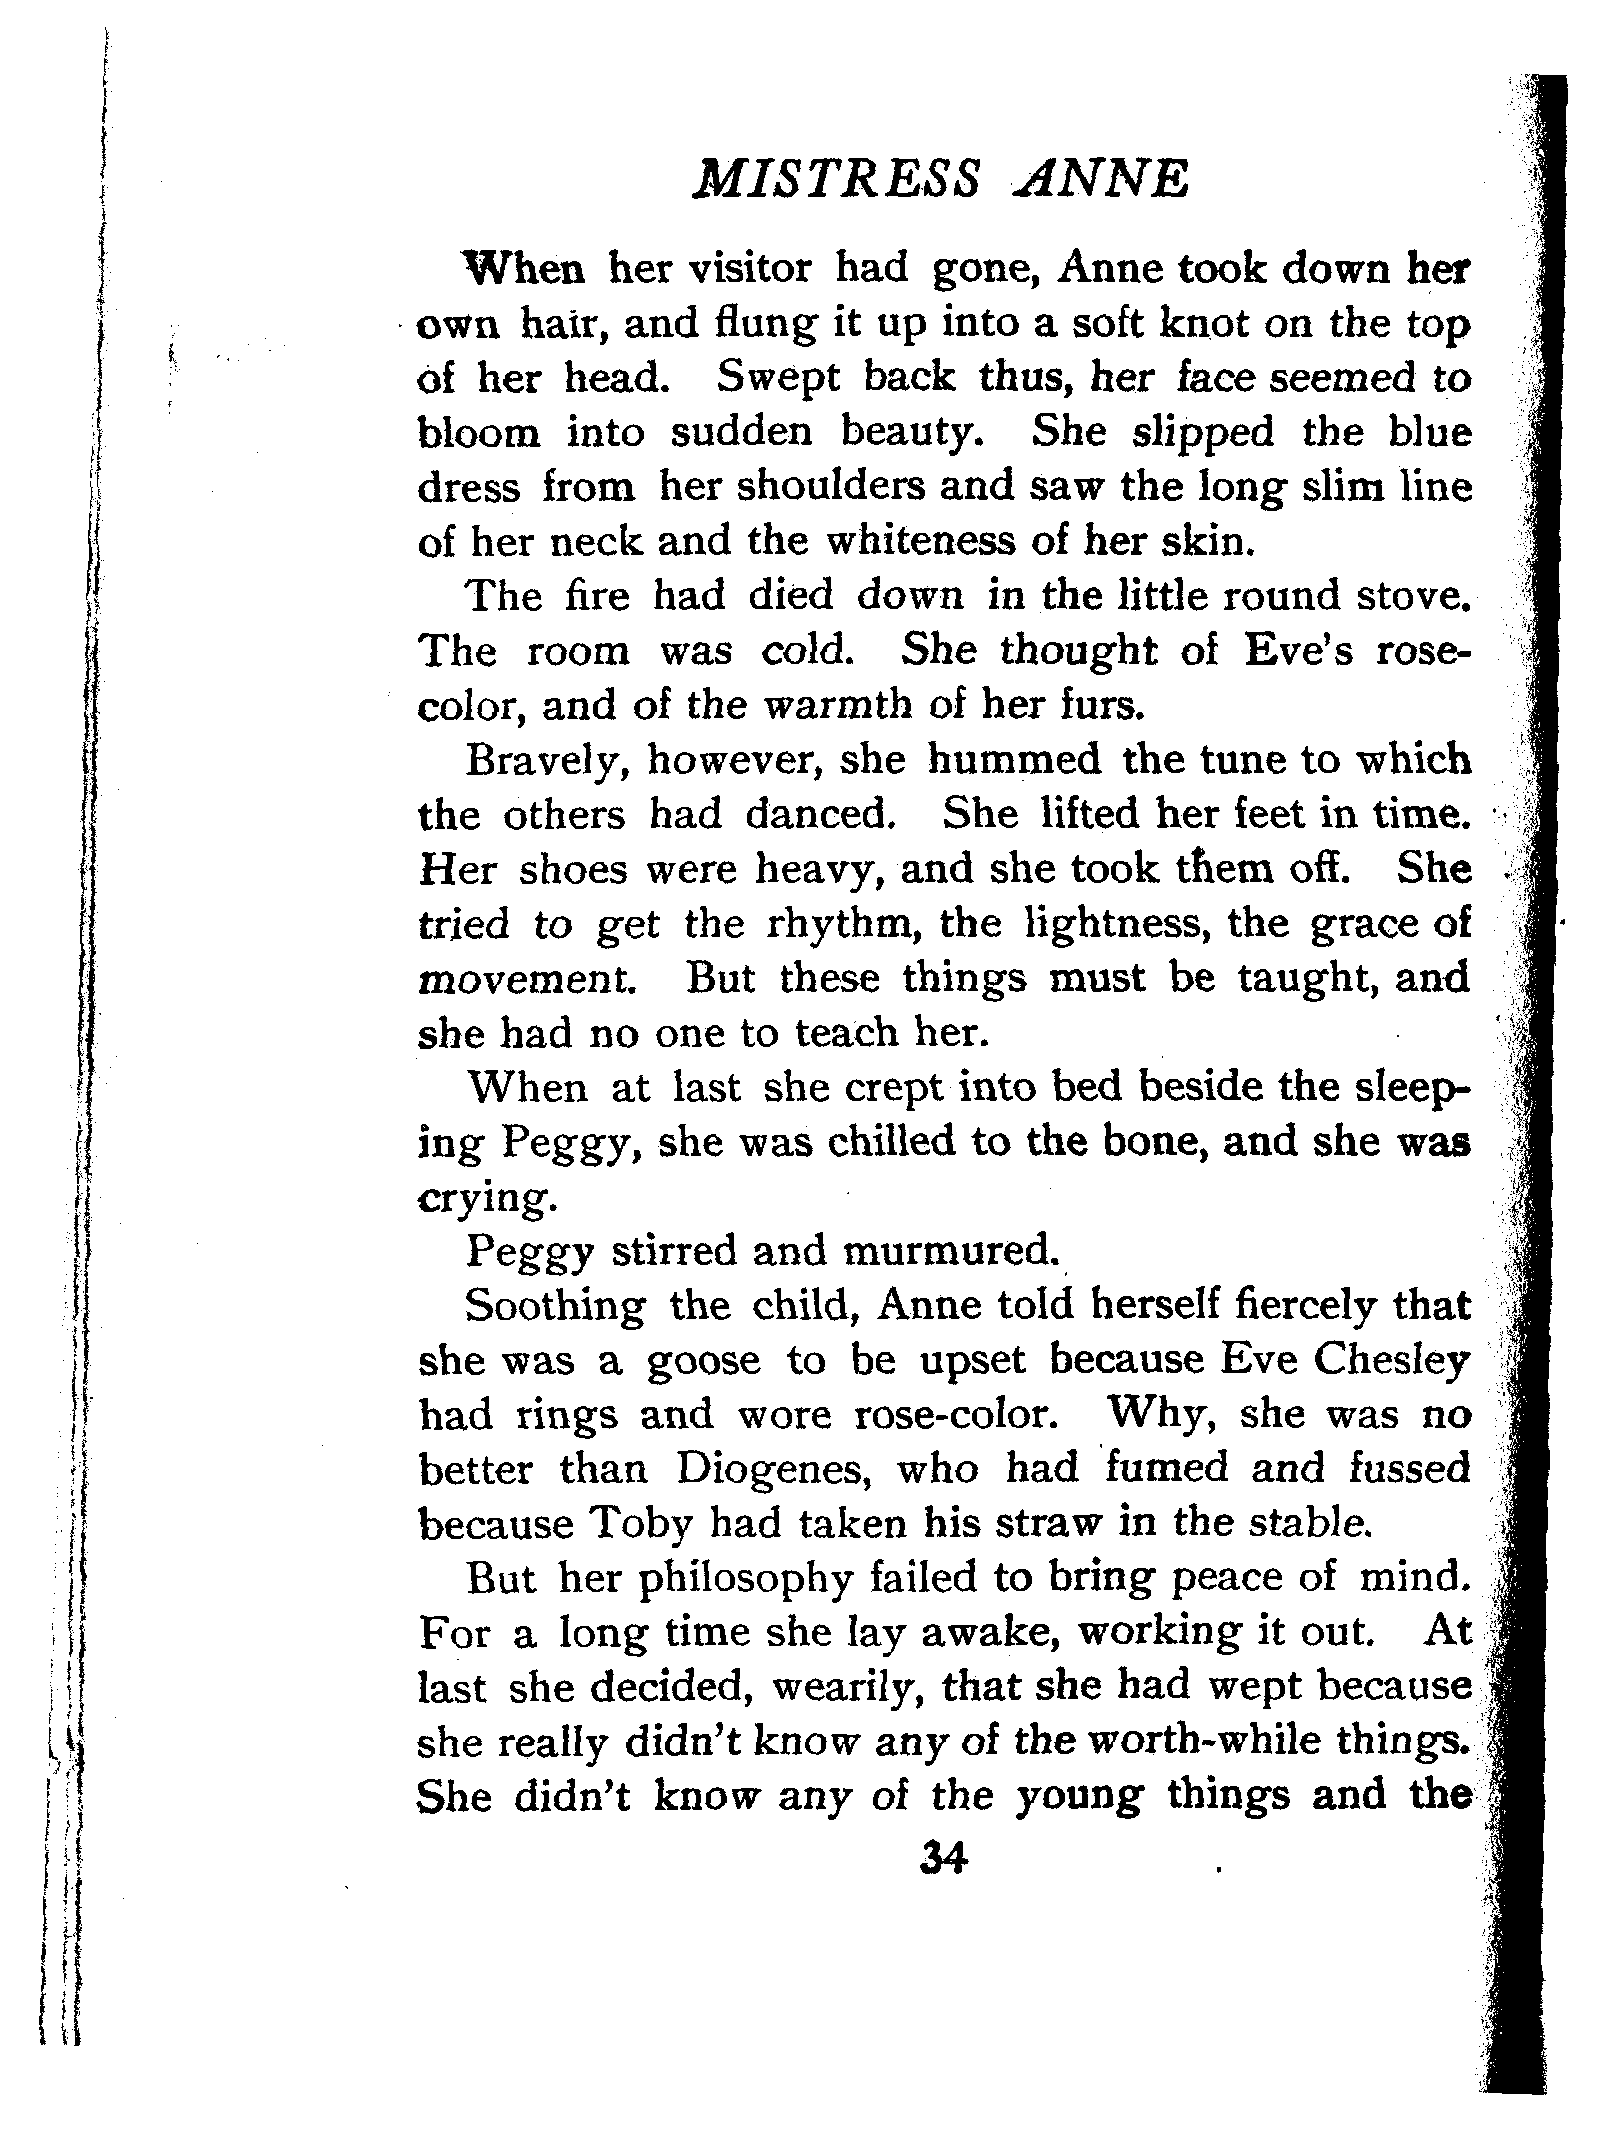 MISTRESS ANNE
When her visitor had gone, Anne took down her
own hair, and flung it up into a soft knot on the top
of her head. Swept back thus, her face seemed to
bloom into sudden beauty. She slipped the blue
dress from her shoulders and saw the long slim line
of her neck and the whiteness of her skin.
The fire had died down in the little round stove.
The room was cold. She thought of Eve's rose-
color, and of the warmth of her furs.
Bravely, however, she hummed the tune to which
the others had danced. She lifted her feet in time.
Her shoes were heavy, and she took them off. She
tried to get the rhythm, the lightness, the grace of
movement. But these things must be taught, and
she had no one to teach her.
When at last she crept into bed beside the sleep-
ing Peggy, she was chilled to the bone, and she was
crying.
Peggy stirred and murmured.
Soothing the child, Anne told herself fiercely that
she was a goose to be upset because Eve Chesley
had rings and wore rose-color. Why, she was no
better than Diogenes, who had fumed and fussed
because Toby had taken his straw in the stable.
But her philosophy failed to bring peace of mind.
For a long time she lay awake, working it out. At
last she decided, wearily, that she had wept because
she really didn't know any of the worth-while things.
She didn't know any of the young things and the
34